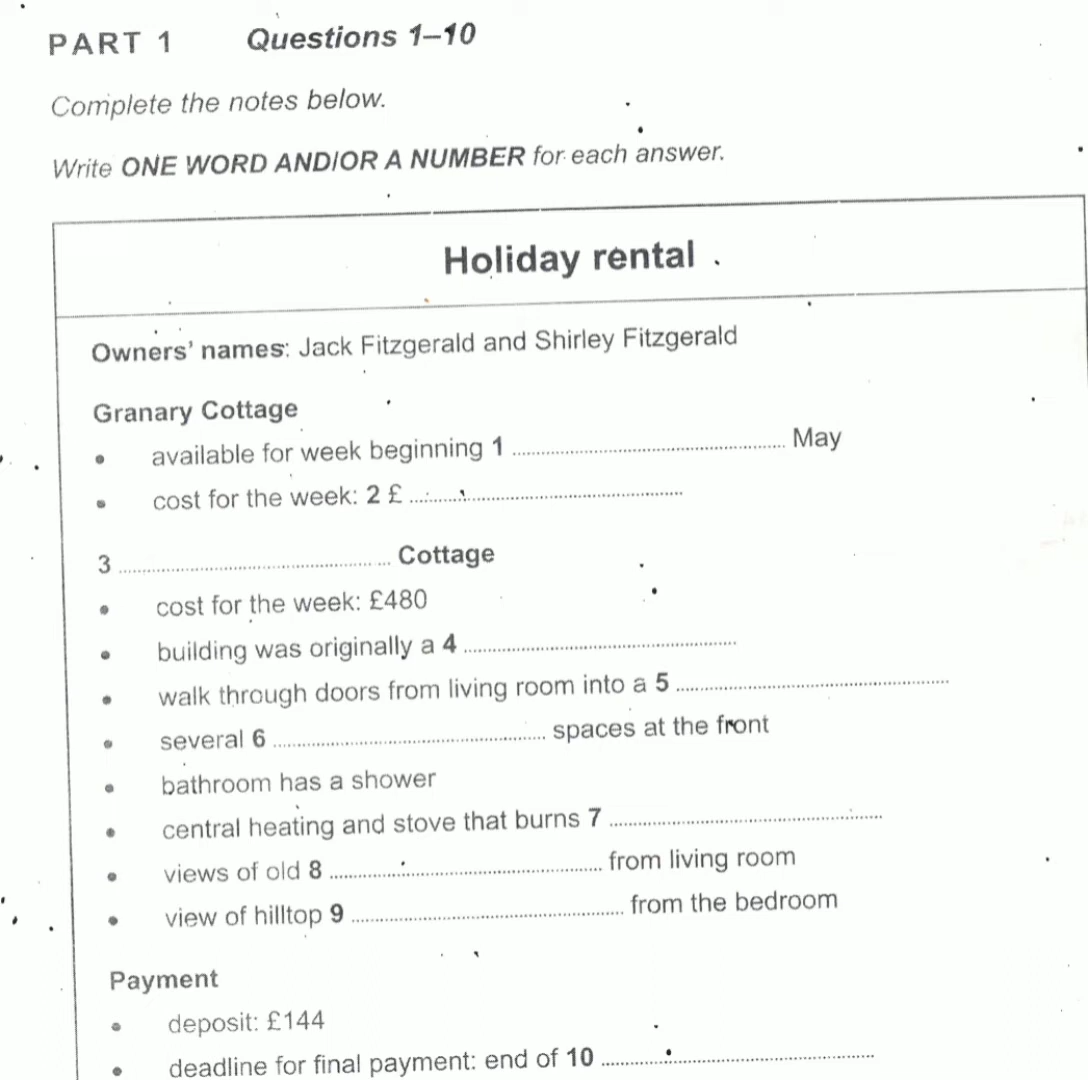 PART 1 Questions 1–10
Complete the notes below.
Write ONE WORD AND/OR A NUMBER for each answer.
Holiday rental
Owners' names: Jack Fitzgerald and Shirley Fitzgerald
Granary Cottage
• available for week beginning 1 .................... May
• cost for the week: 2 £ ....................
3 .................... Cottage
• cost for the week: £480
• building was originally a 4 ....................
• walk through doors from living room into a 5 ....................
• several 6 .................... spaces at the front
• bathroom has a shower
• central heating and stove that burns 7 ....................
• views of old 8 .................... from living room
• view of hilltop 9 .................... from the bedroom
Payment
• deposit: £144
• deadline for final payment: end of 10 ....................